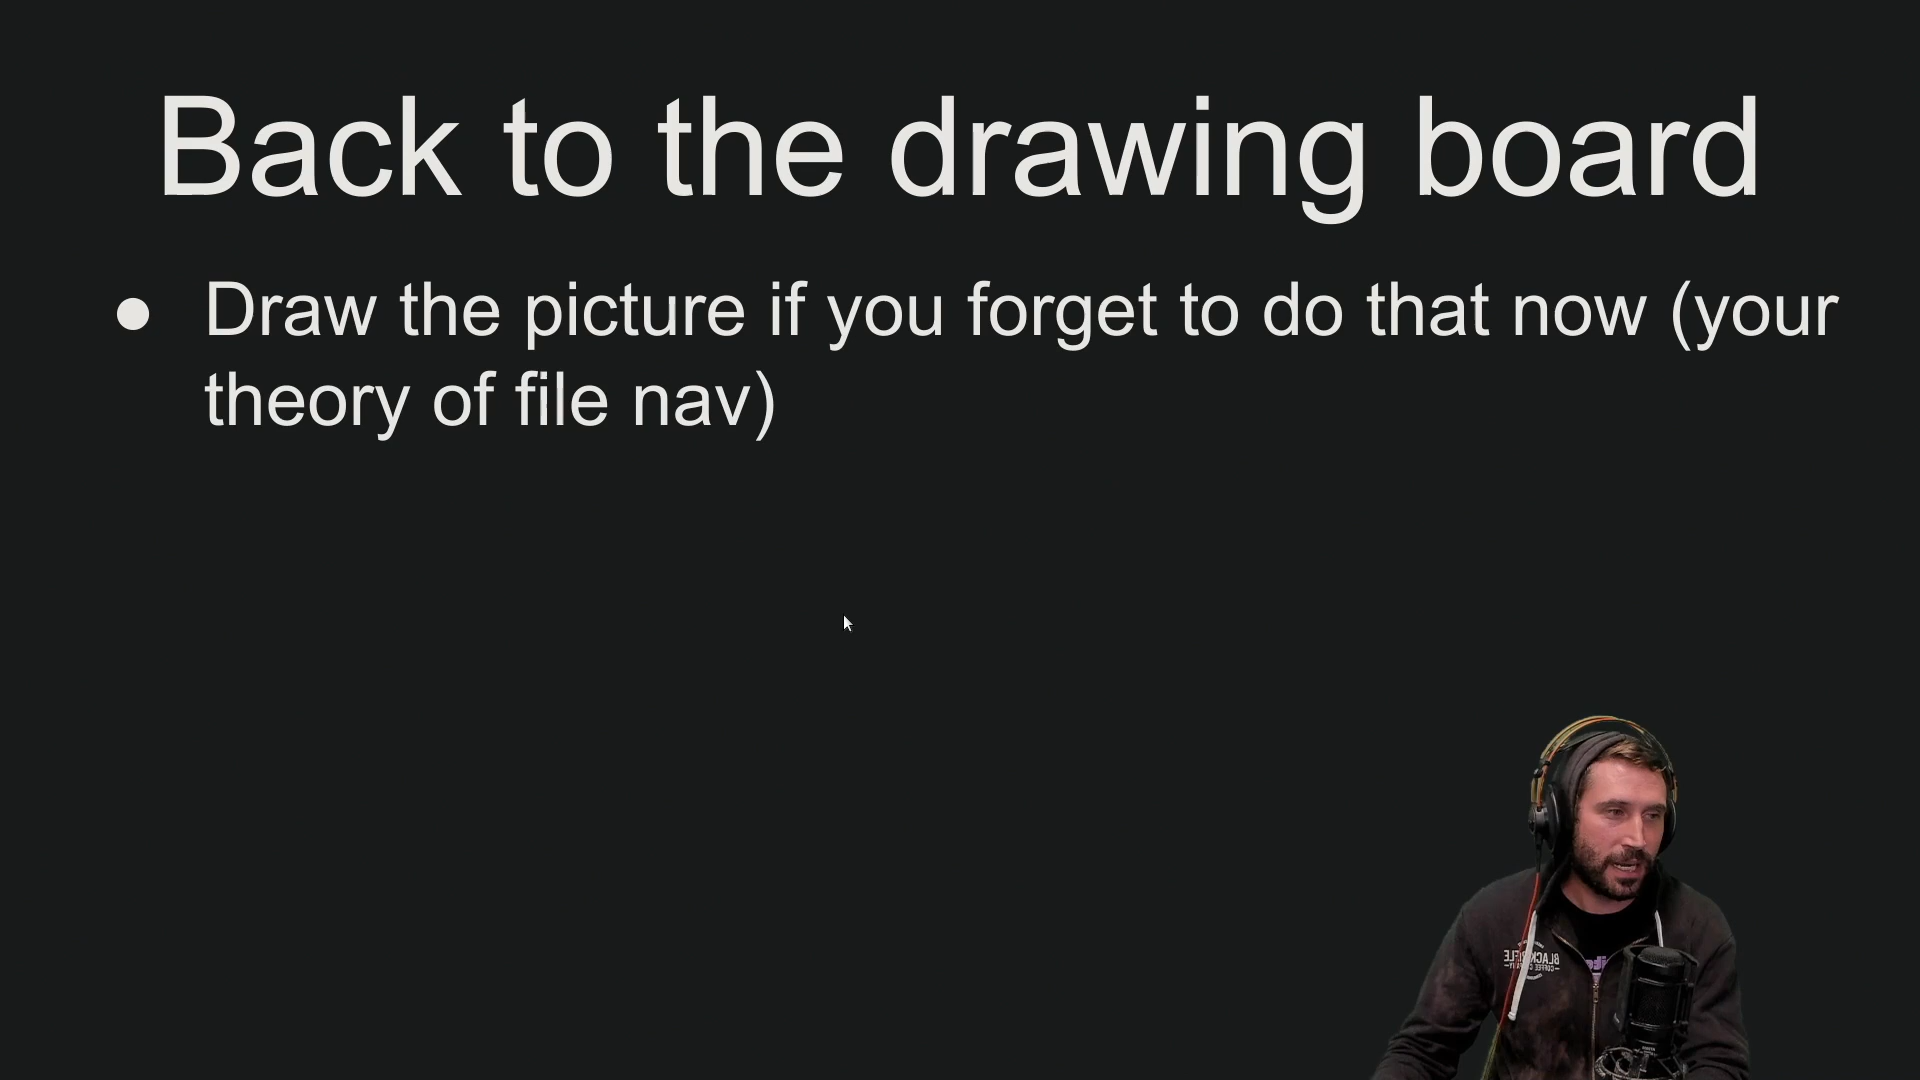 Back to the drawing board
● Draw the picture if you forget to do that now (your
theory of file nav)
COFFEE